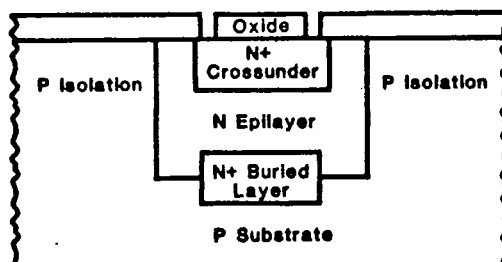 Oxide
N+
Crossunder
P Isolation
P Isolation
N Epilayer
N+ Buried
Layer
P Substrate